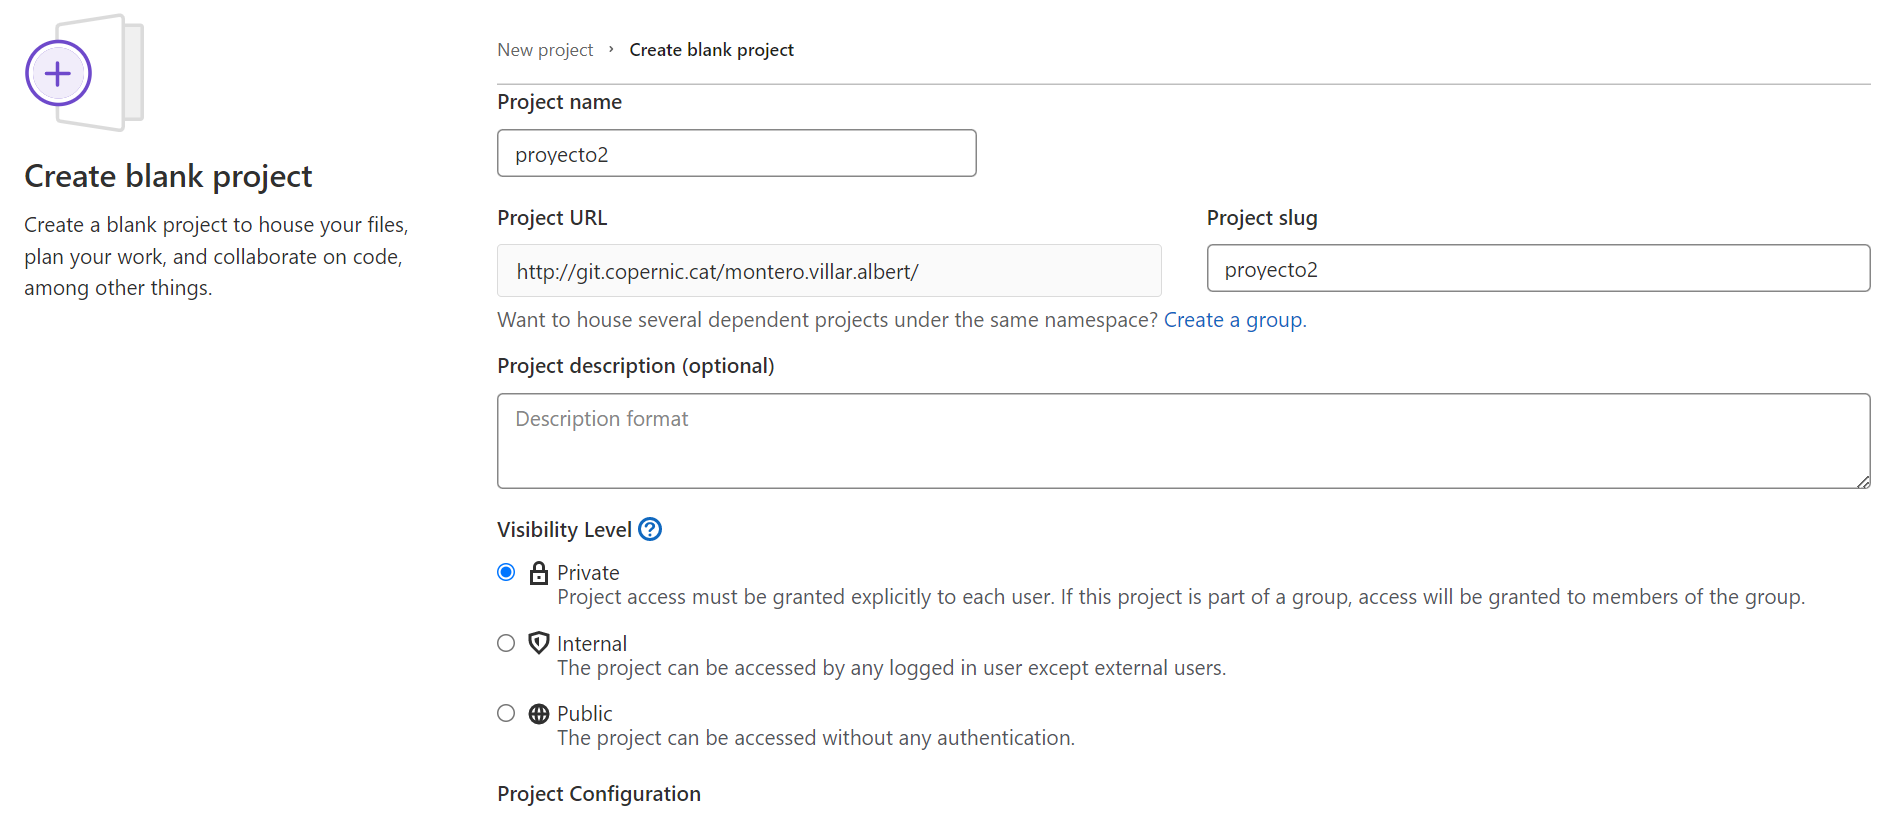 New project › Create blank project
Create blank project
Create a blank project to house your files,
plan your work, and collaborate on code,
among other things.
Project name
proyecto2
Project URL
Project slug
http://git.copernic.cat/montero.villar.albert/
proyecto2
Want to house several dependent projects under the same namespace? Create a group.
Project description (optional)
Description format
Visibility Level
Private
Project access must be granted explicitly to each user. If this project is part of a group, access will be granted to members of the group.
Internal
The project can be accessed by any logged in user except external users.
Public
The project can be accessed without any authentication.
Project Configuration